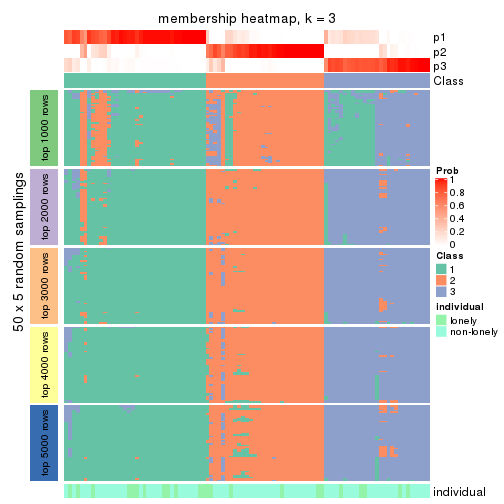 membership heatmap, k = 3
p1
p2
p3
Class
50 x 5 random samplings
top 1000 rows
top 2000 rows
top 3000 rows
top 4000 rows
top 5000 rows
individual
Prob
1
0.8
0.6
0.4
0.2
0
Class
1
2
3
individual
lonely
non-lonely